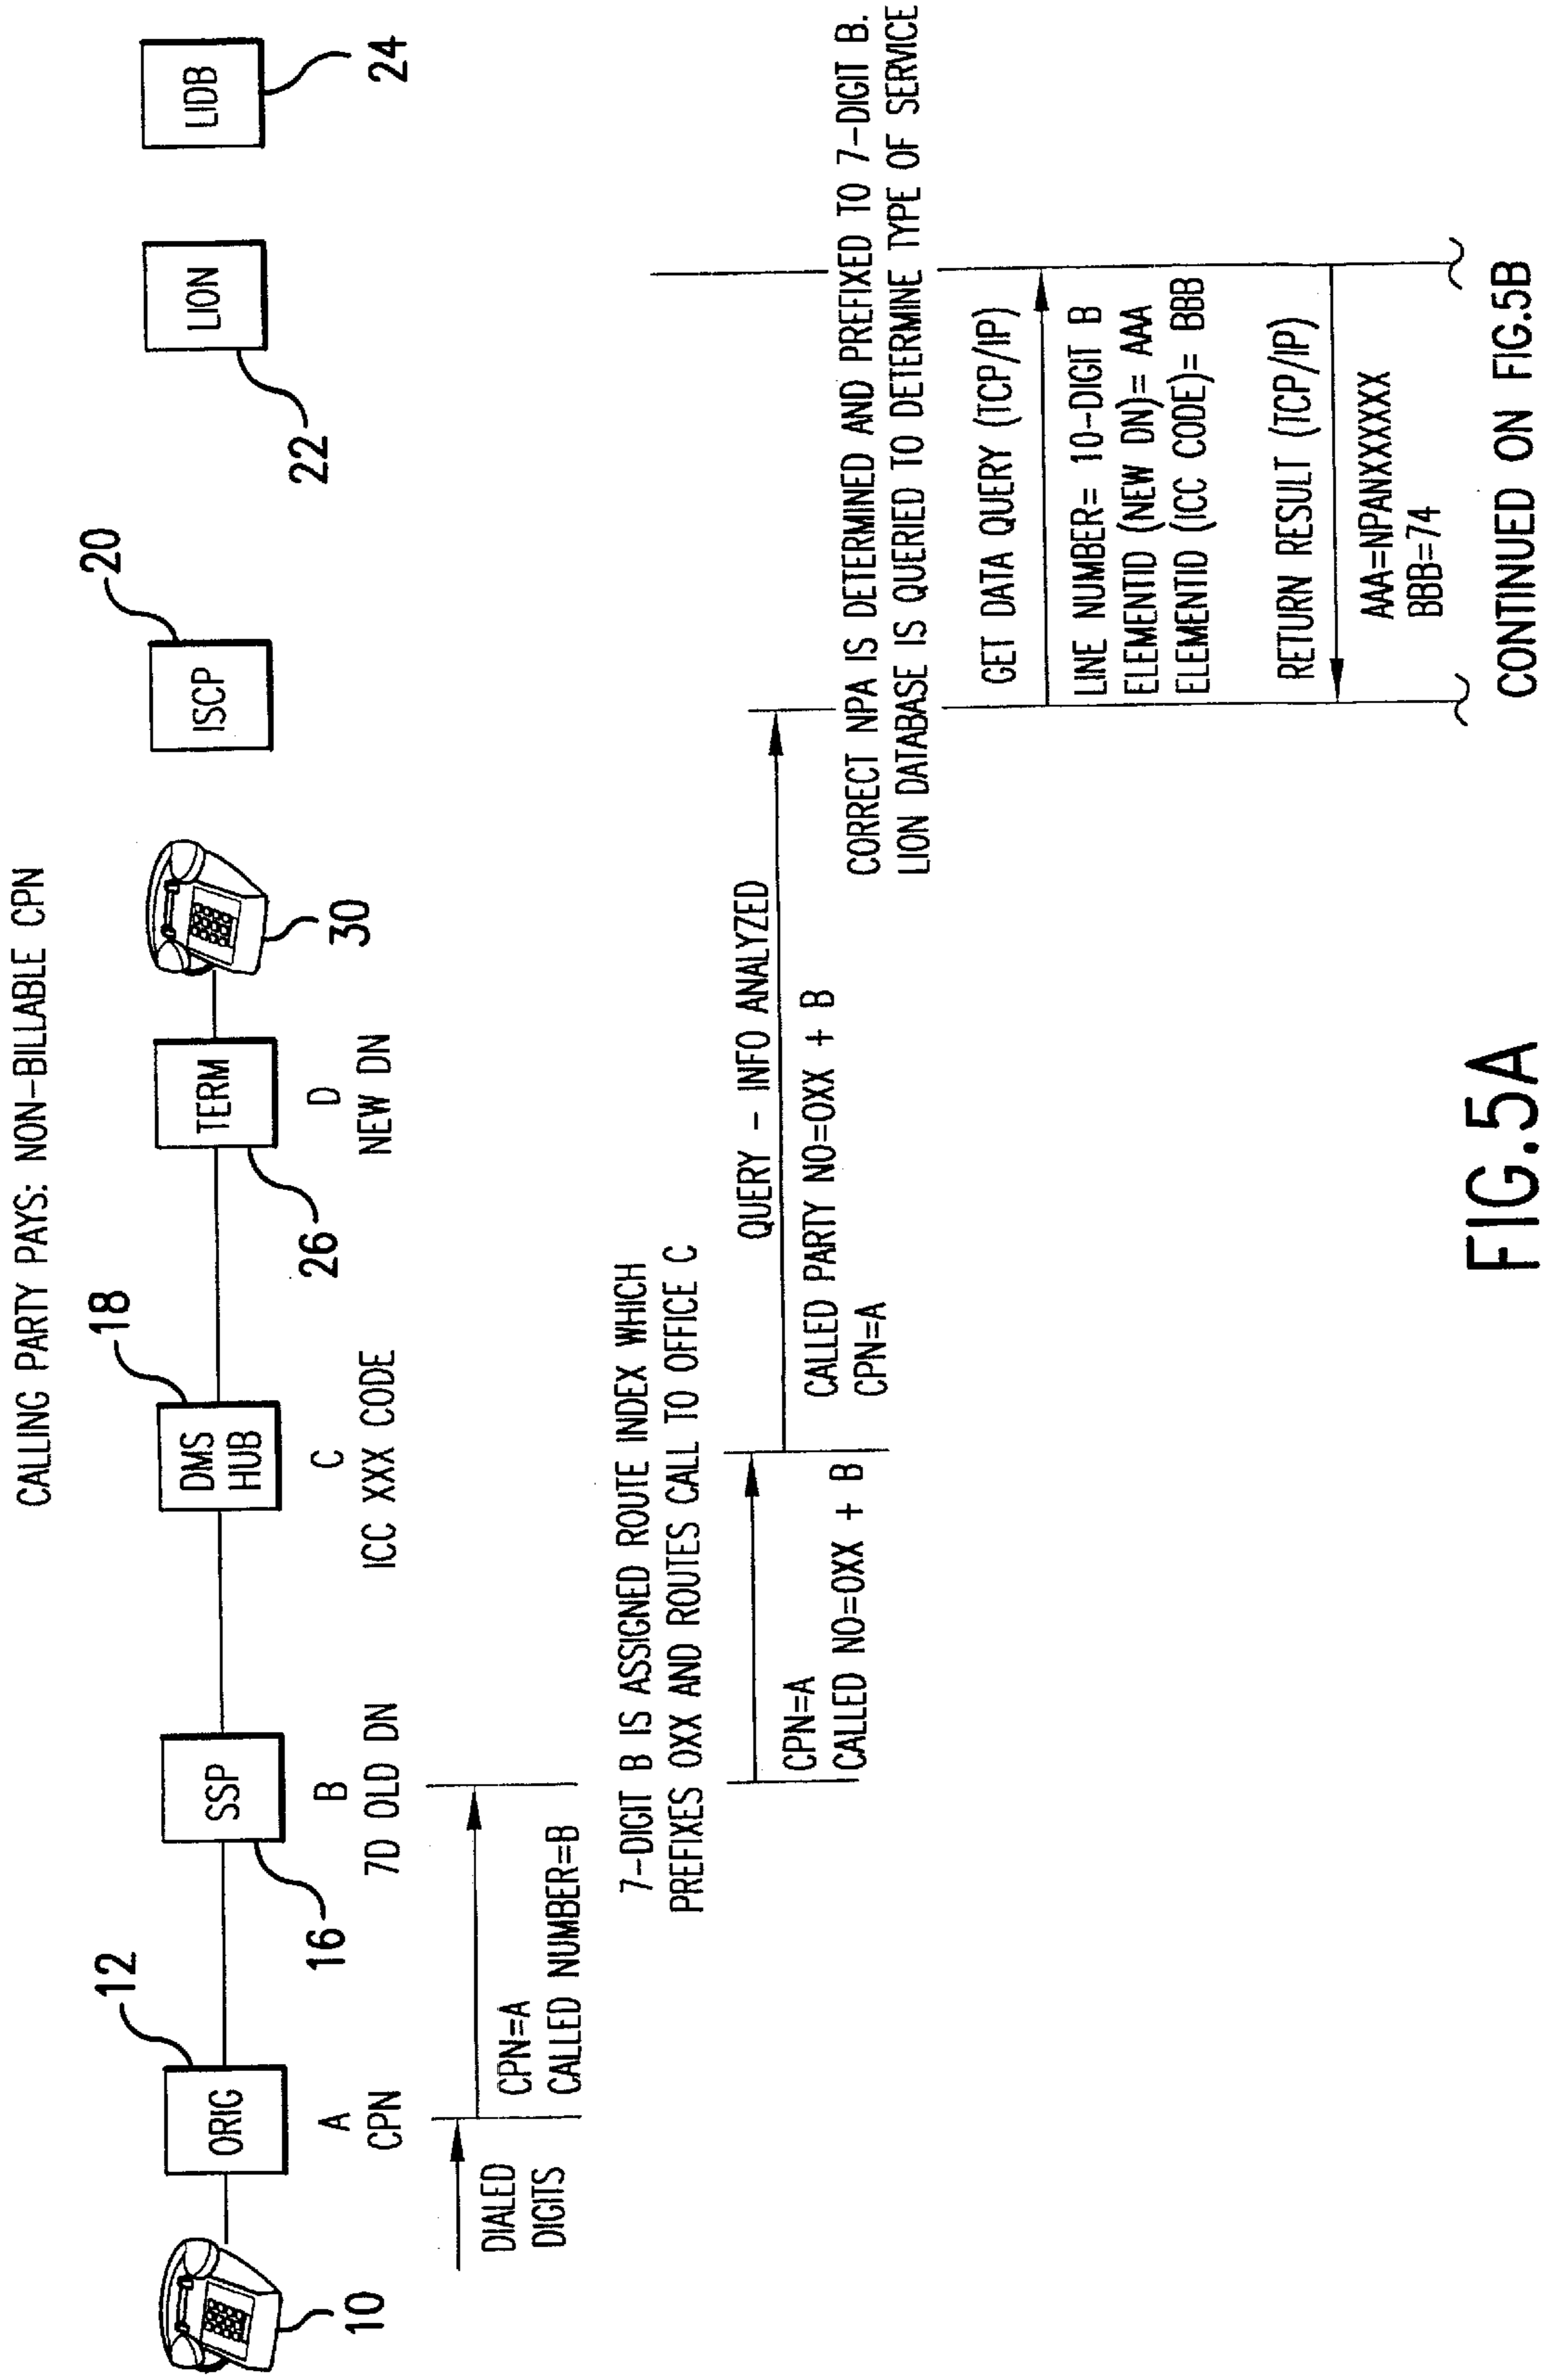 CALLING PARTY PAYS: NON-BILLABLE CPN
10
ORIG
12
A
CPN
SSP
16
B
7D OLD DN
DMS
HUB
18
C
ICC XXX CODE
TERM
26
D
NEW DN
30
ISCP
20
LION
22
LIDB
24
DIALED
DIGITS
CPN=A
CALLED NUMBER=B
7-DIGIT B IS ASSIGNED ROUTE INDEX WHICH
PREFIXES OXX AND ROUTES CALL TO OFFICE C
CPN=A
CALLED NO=OXX + B
QUERY - INFO ANALYZED
CALLED PARTY NO=OXX + B
CPN=A
CORRECT NPA IS DETERMINED AND PREFIXED TO 7-DIGIT B.
LION DATABASE IS QUERIED TO DETERMINE TYPE OF SERVICE
GET DATA QUERY (TCP/IP)
LINE NUMBER= 10-DIGIT B
ELEMENTID (NEW DN)= AAA
ELEMENTID (ICC CODE)= BBB
RETURN RESULT (TCP/IP)
AAA=NPANXXXXXX
BBB=74
CONTINUED ON FIG.5B
FIG.5A